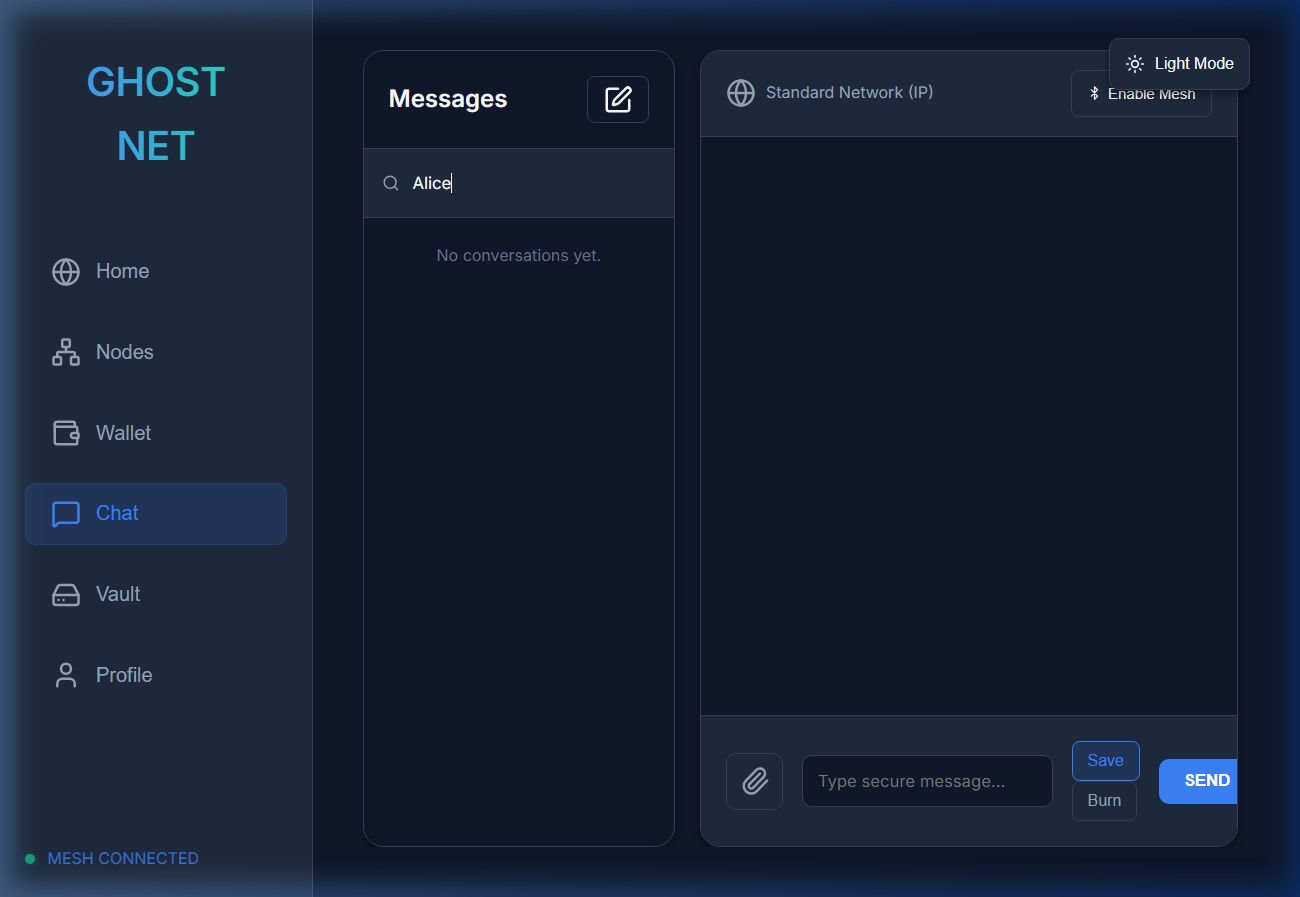 GHOST
NET
Home
Nodes
Wallet
Chat
Vault
Profile
MESH CONNECTED
Messages
Alice
No conversations yet.
Standard Network (IP)
Light Mode
Enable Mesh
Type secure message...
Save
Burn
SEND